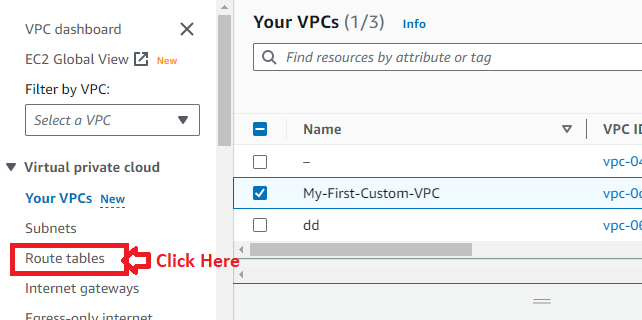 VPC dashboard
EC2 Global View New
Filter by VPC:
Select a VPC
Virtual private cloud
Your VPCs New
Subnets
Route tables
Click Here
Internet gateways
Egress-only internet
Your VPCs (1/3) Info
Find resources by attribute or tag
Name VPC ID
– vpc-04
My-First-Custom-VPC vpc-0c
dd vpc-06